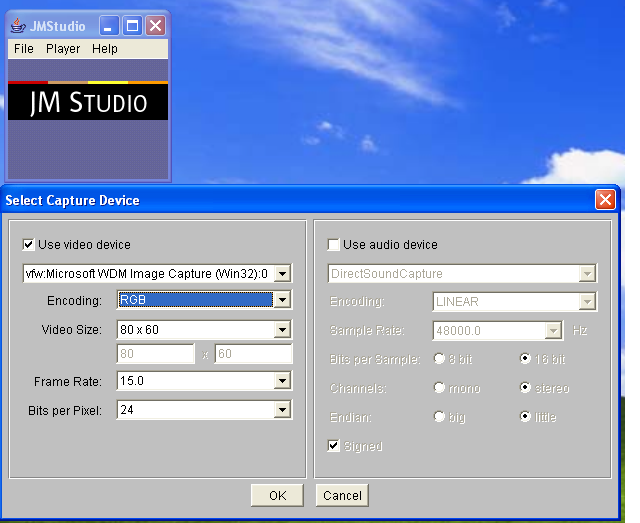 JMStudio
File Player Help
JM STUDIO
Select Capture Device
Use video device
vfw:Microsoft WDM Image Capture (Win32):0
Encoding: RGB
Video Size: 80 x 60
80 x 60
Frame Rate: 15.0
Bits per Pixel: 24
Use audio device
DirectSoundCapture
Encoding: LINEAR
Sample Rate: 48000.0 Hz
Bits per Sample: 8 bit 16 bit
Channels: mono stereo
Endian: big little
Signed
OK Cancel